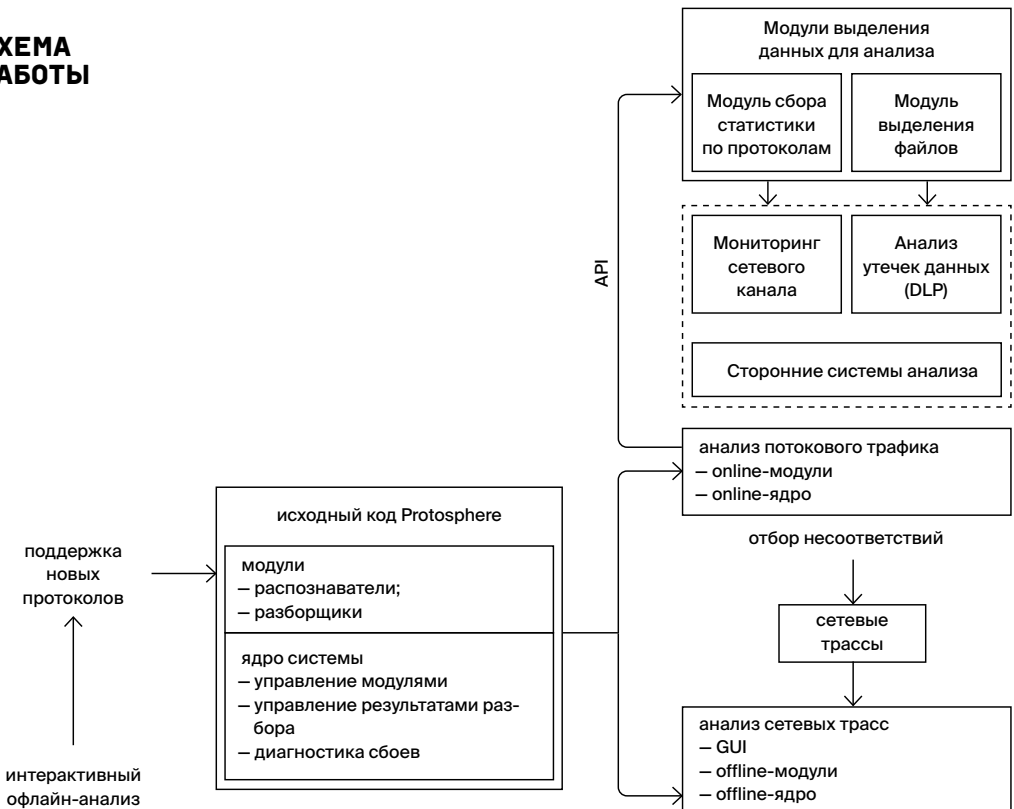 ХЕМА
АБОТЫ
Модули выделения
данных для анализа
Модуль сбора
статистики
по протоколам
Модуль
выделения
файлов
Мониторинг
сетевого
канала
Анализ
утечек данных
(DLP)
Сторонние системы анализа
API
анализ потокового трафика
– online-модули
– online-ядро
отбор несоответствий
сетевые
трассы
анализ сетевых трасс
– GUI
– offline-модули
– offline-ядро
исходный код Protosphere
модули
– распознаватели;
– разборщики
ядро системы
– управление модулями
– управление результатами раз-
бора
– диагностика сбоев
поддержка
новых
протоколов
интерактивный
офлайн-анализ